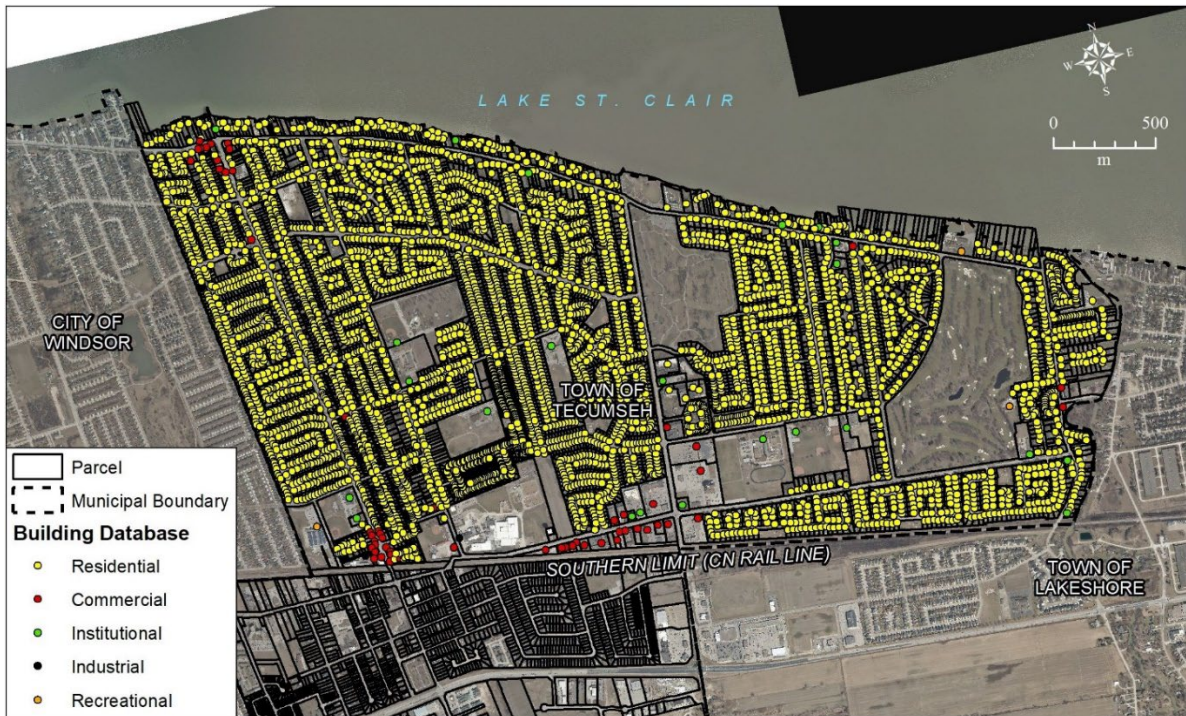 LAKE ST. CLAIR
N
W E
S
0 500
m
CITY OF
WINDSOR
TOWN OF
TECUMSEH
SOUTHERN LIMIT (CN RAIL LINE)
TOWN OF
LAKESHORE
Parcel
Municipal Boundary
Building Database
Residential
Commercial
Institutional
Industrial
Recreational